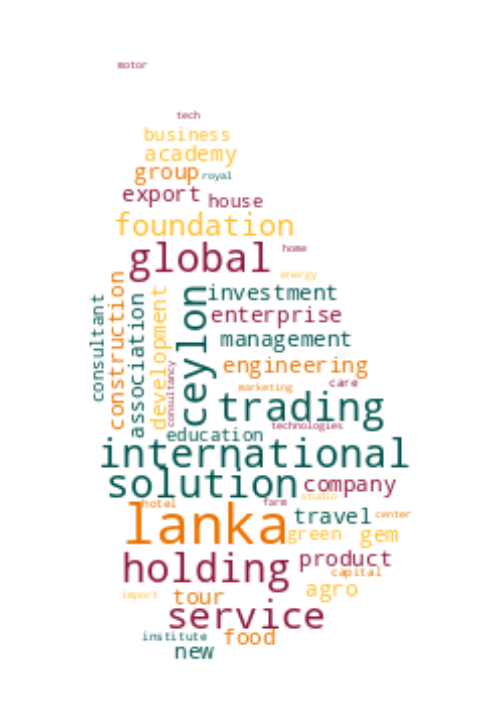 motor
tech
business
academy
group royal
export house
foundation
global home
energy
consultant construction association development consultancy ceylon
investment
enterprise
management
engineering
marketing care
trading
technologies
education
international
solution company
studio
hotel farm
lanka travel center
green gem
holding product
capital
agro
import tour
service
institute food
new